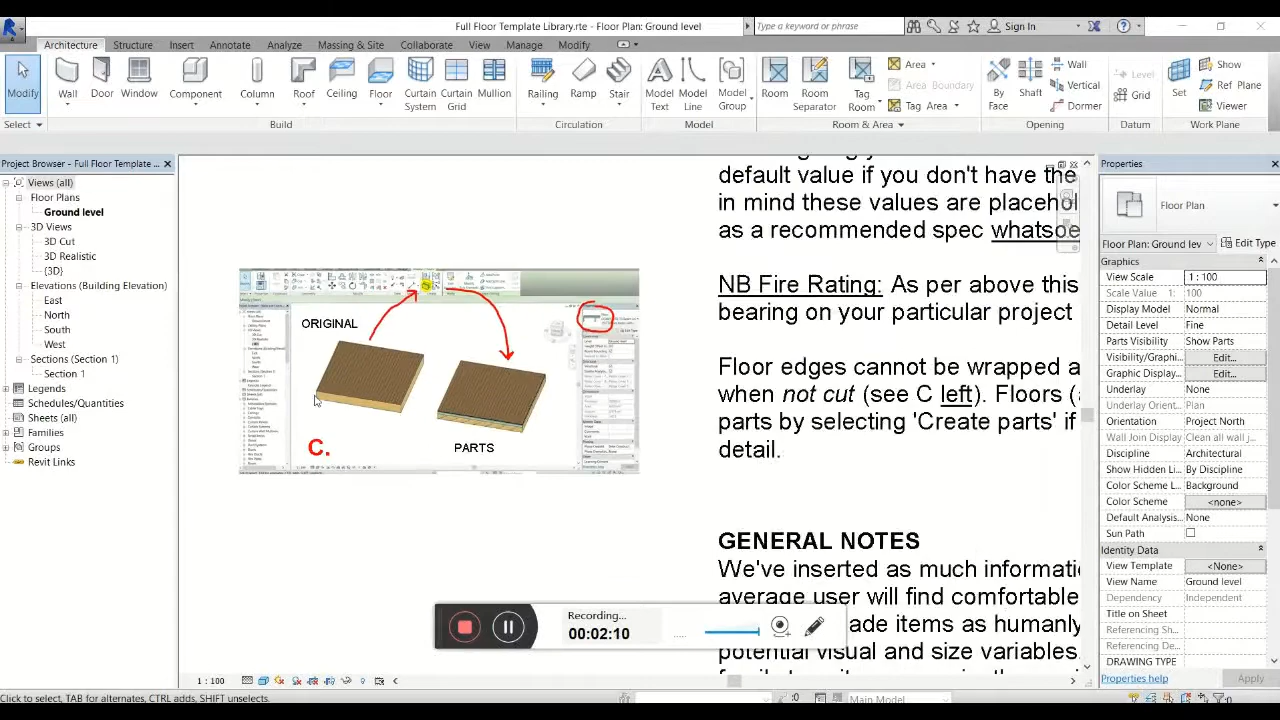 Full Floor Template Library.rte - Floor Plan: Ground level
Type a keyword or phrase
Sign In
Architecture Structure Insert Annotate Analyze Massing & Site Collaborate View Manage Modify
Modify Wall Door Window Component Column Roof Ceiling Floor Curtain System Curtain Grid Mullion Railing Ramp Stair Model Text Model Line Model Group Room Room Separator Tag Room Area Area Boundary Tag Area By Face Shaft Wall Vertical Dormer Level Grid Set Show Ref Plane Viewer
Select Build Circulation Model Room & Area Opening Datum Work Plane
Project Browser - Full Floor Template ...
Views (all)
Floor Plans
Ground level
3D Views
3D Cut
3D Realistic
{3D}
Elevations (Building Elevation)
East
North
South
West
Sections (Section 1)
Section 1
Legends
Schedules/Quantities
Sheets (all)
Families
Groups
Revit Links
ORIGINAL
PARTS
C.
default value if you don't have the
in mind these values are placehol
as a recommended spec whatsoe
NB Fire Rating: As per above this
bearing on your particular project
Floor edges cannot be wrapped a
when not cut (see C left). Floors (
parts by selecting 'Create parts' if
detail.
GENERAL NOTES
We've inserted as much informati
average user will find comfortable
ade items as humanly
potential visual and size variables.
Recording...
00:02:10
Properties
Floor Plan
Floor Plan: Ground lev Edit Type
Graphics
View Scale 1 : 100
Scale Value 1: 100
Display Model Normal
Detail Level Fine
Parts Visibility Show Parts
Visibility/Graphi... Edit...
Graphic Display... Edit...
Underlay None
Underlay Orient... Plan
Orientation Project North
Wall Join Display Clean all wall j...
Discipline Architectural
Show Hidden Li... By Discipline
Color Scheme L... Background
Color Scheme <none>
Default Analysis... None
Sun Path
Identity Data
View Template <None>
View Name Ground level
Dependency Independent
Title on Sheet
Referencing Sh...
Referencing De...
DRAWING TYPE
Properties help Apply
1 : 100
Click to select, TAB for alternates, CTRL adds, SHIFT unselects.
:0 Main Model :0